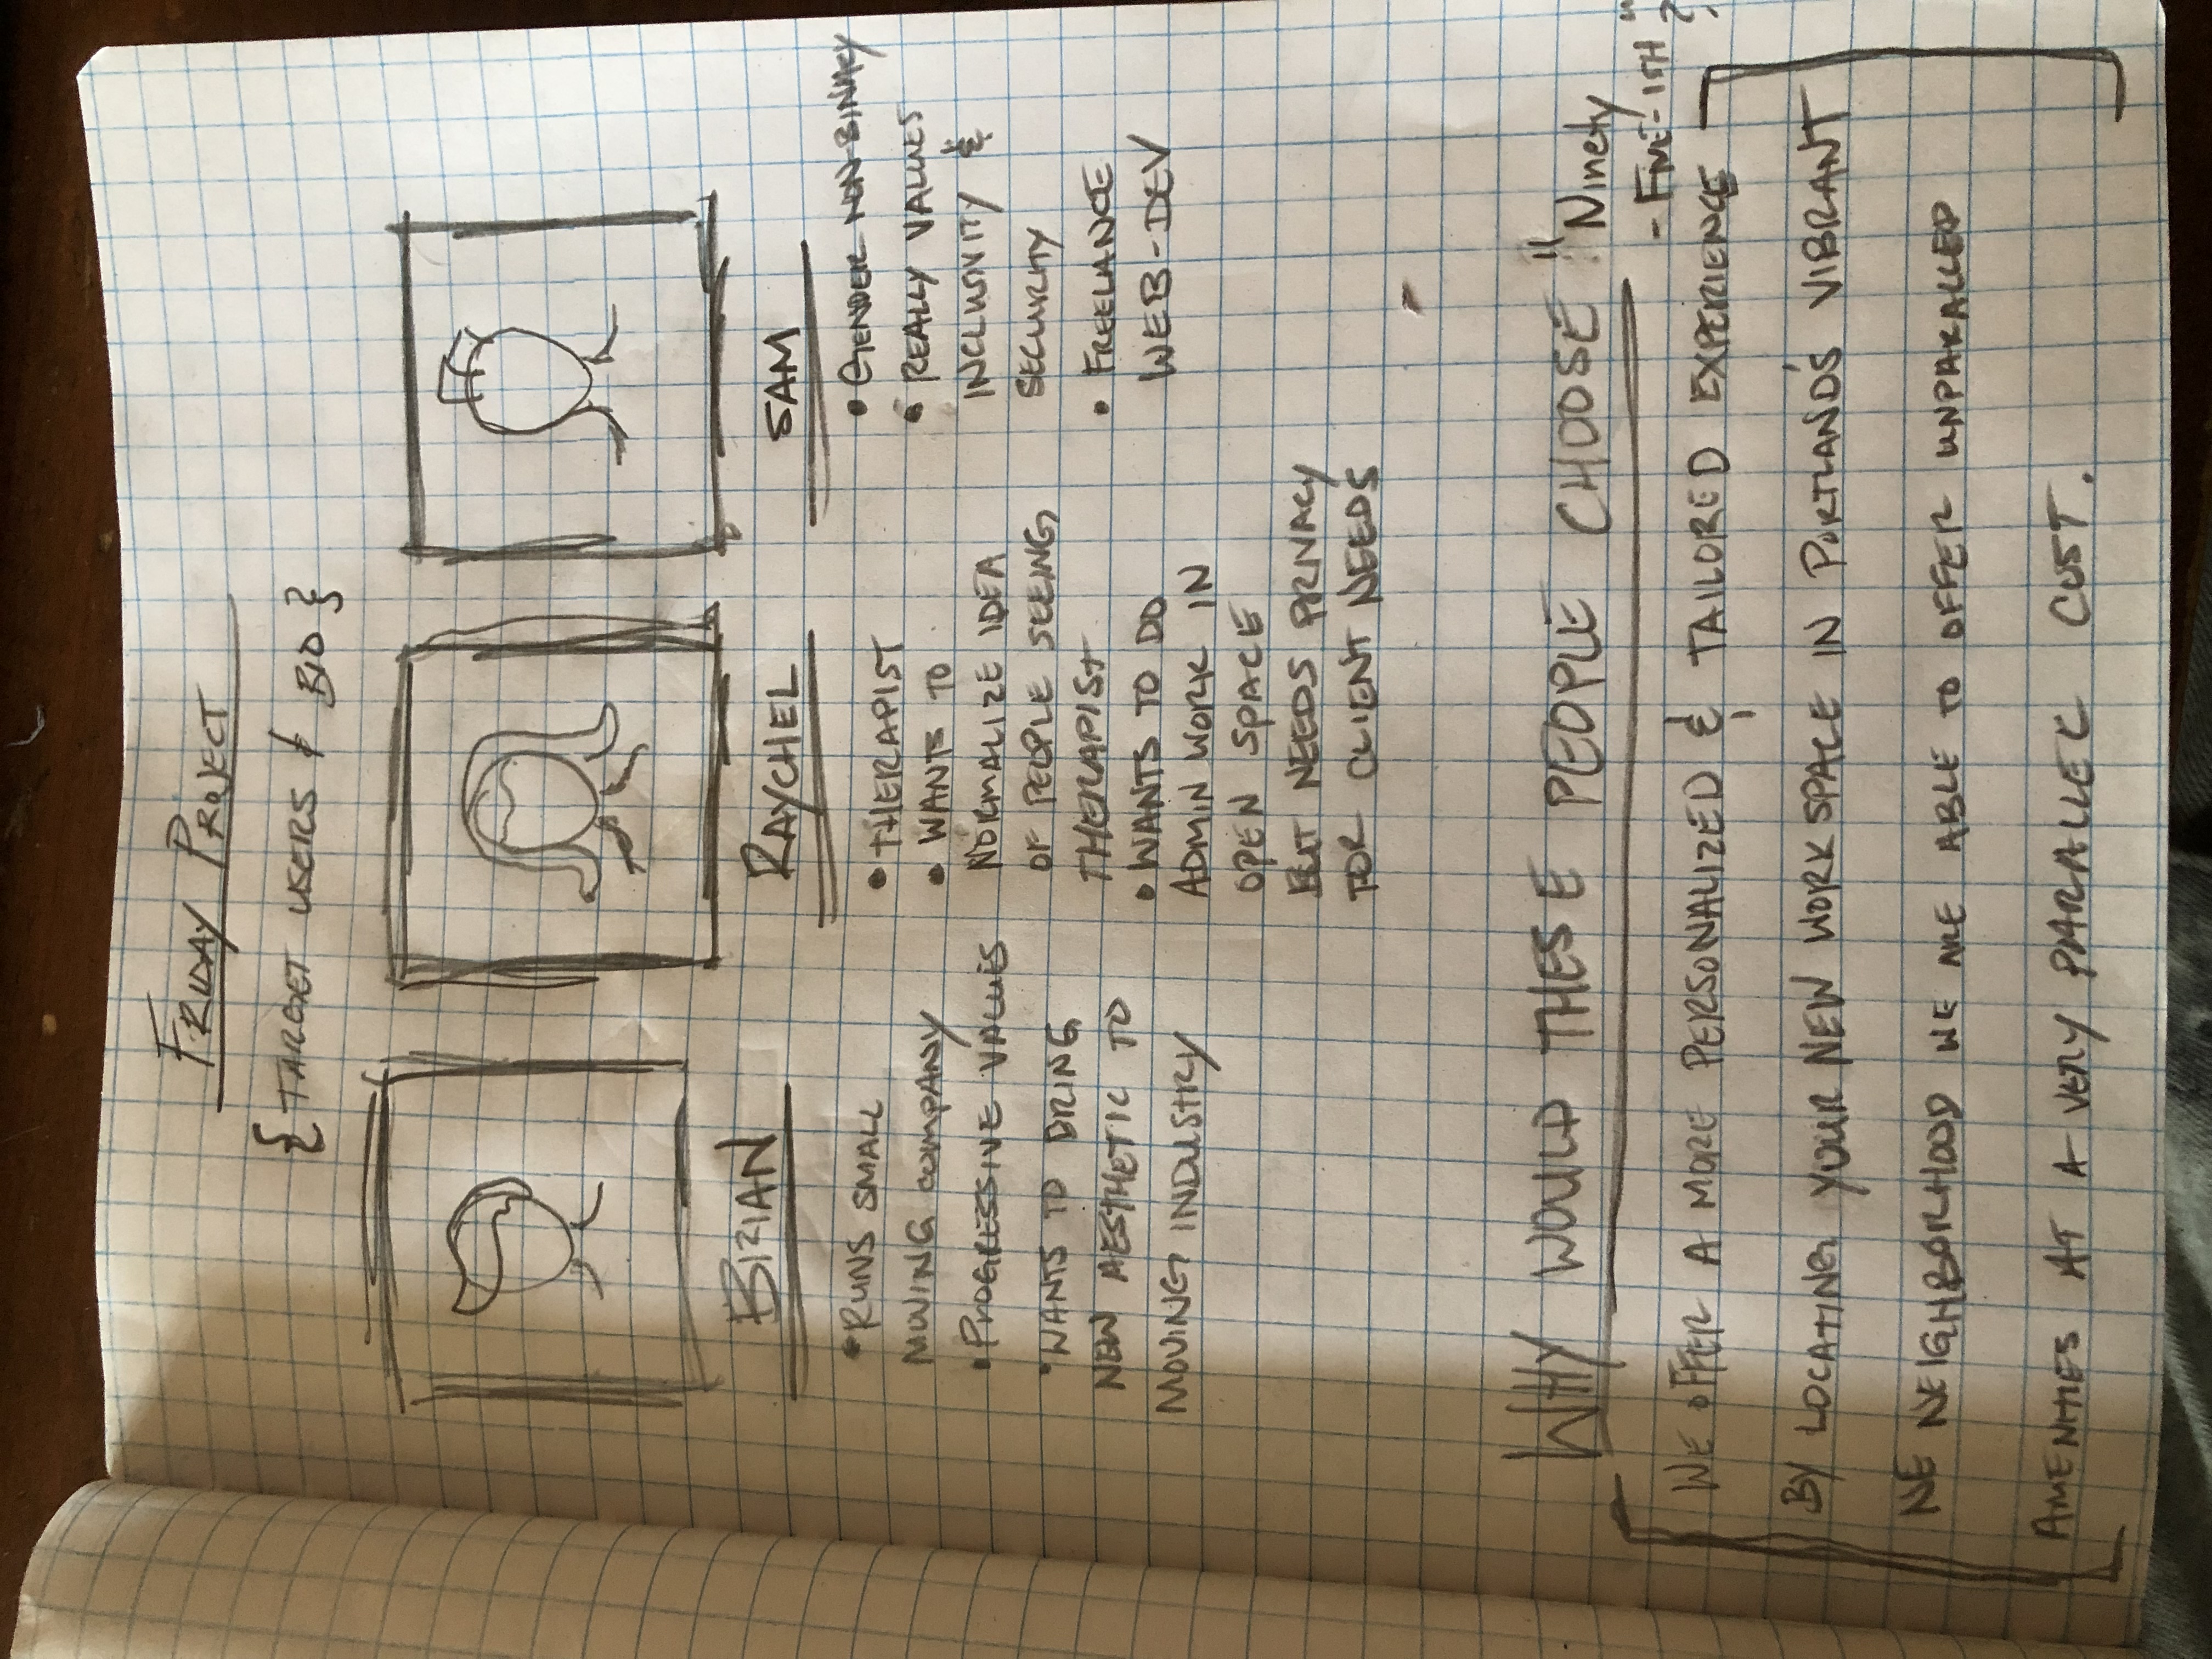 FRIDAY PROJECT
{ TARGET USERS & BIO }
BRIAN
• RUNS SMALL
MOVING COMPANY
• PROGRESSIVE VALUES
• WANTS TO BRING
NEW AESTHETIC TO
MOVING INDUSTRY
RAYCHEL
• THERAPIST
• WANTS TO
NORMALIZE IDEA
OF PEOPLE SEEING
THERAPIST
• WANTS TO DO
ADMIN WORK IN
OPEN SPACE
BUT NEEDS PRIVACY
FOR CLIENT NEEDS
SAM
• GENDER NON-BINARY
• REALLY VALUES
INCLUSIVITY &
SECURITY
• FREELANCE
WEB-DEV
WHY WOULD THESE PEOPLE CHOOSE "Ninety
- FIVE - 15H"?
WE OFFER A MORE PERSONALIZED & TAILORED EXPERIENCE
BY LOCATING YOUR NEW WORKSPACE IN PORTLAND'S VIBRANT
NE NEIGHBORHOOD WE ARE ABLE TO OFFER UNPARALLED
AMENITIES AT A VERY PARALLEL COST.